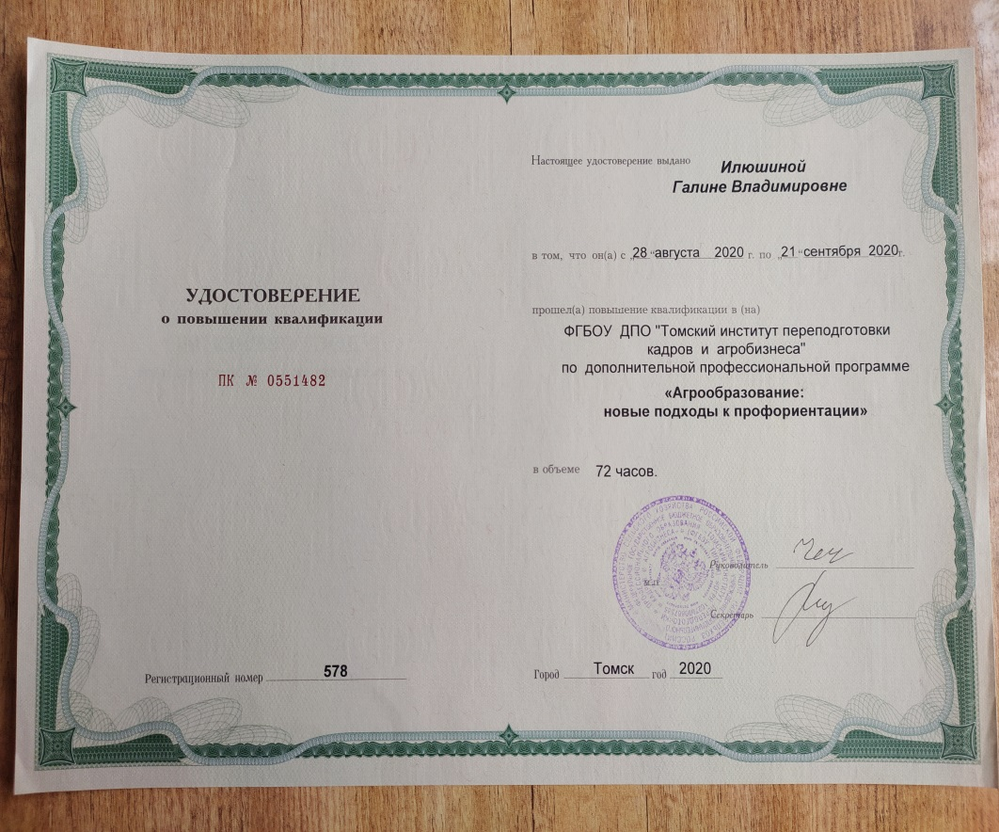 УДОСТОВЕРЕНИЕ
о повышении квалификации
ПК № 0551482
Регистрационный номер 578
Настоящее удостоверение выдано
Илюшиной
Галине Владимировне
в том, что он(а) с „28 “августа 2020 г. по „21 “сентября 2020г.
прошел(а) повышение квалификации в (на)
ФГБОУ ДПО "Томский институт переподготовки
кадров и агробизнеса"
по дополнительной профессиональной программе
«Агрообразование:
новые подходы к профориентации»
в объеме 72 часов.
Руководитель
М.П.
Секретарь
Город Томск год 2020